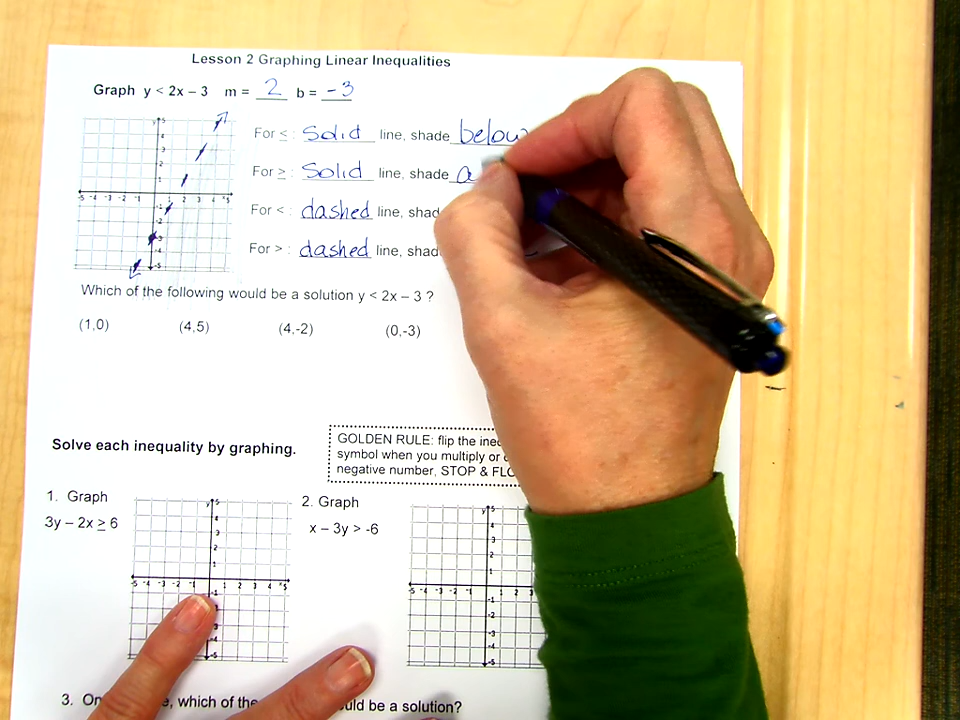 Lesson 2 Graphing Linear Inequalities
Graph y < 2x – 3 m = 2 b = -3
For ≤ : Solid line, shade below
For ≥ : Solid line, shade a
For < : dashed line, shad
For > : dashed line, shad
Which of the following would be a solution y < 2x – 3 ?
(1,0) (4,5) (4,-2) (0,-3)
Solve each inequality by graphing.
GOLDEN RULE: flip the ineq
symbol when you multiply or
negative number, STOP & FLO
1. Graph
3y – 2x ≥ 6
2. Graph
x – 3y > -6
3. On , which of the uld be a solution?